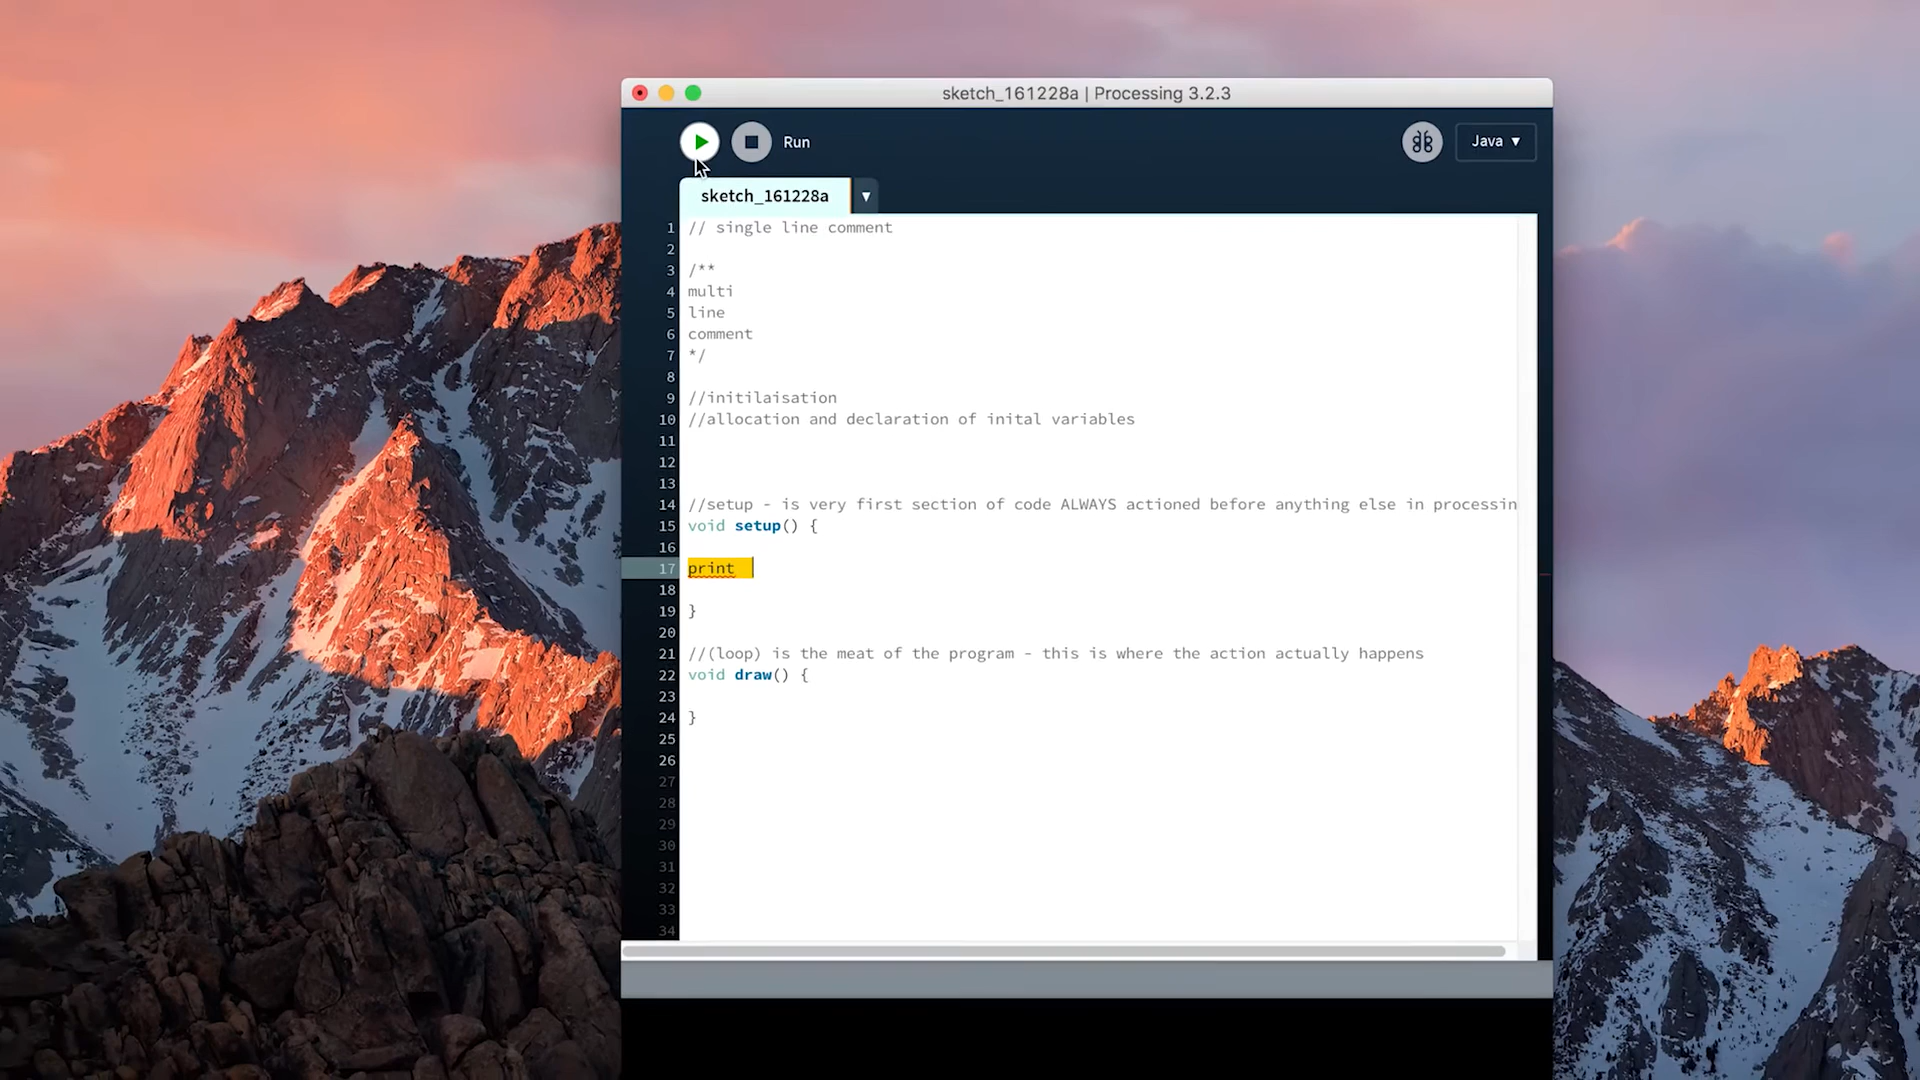 sketch_161228a | Processing 3.2.3
Run
Java ▼
sketch_161228a ▼
1 // single line comment
2
3 /**
4 multi
5 line
6 comment
7 */
8
9 //initilaisation
10 //allocation and declaration of inital variables
11
12
13
14 //setup - is very first section of code ALWAYS actioned before anything else in processin
15 void setup() {
16
17 print
18
19 }
20
21 //(loop) is the meat of the program - this is where the action actually happens
22 void draw() {
23
24 }
25
26
27
28
29
30
31
32
33
34